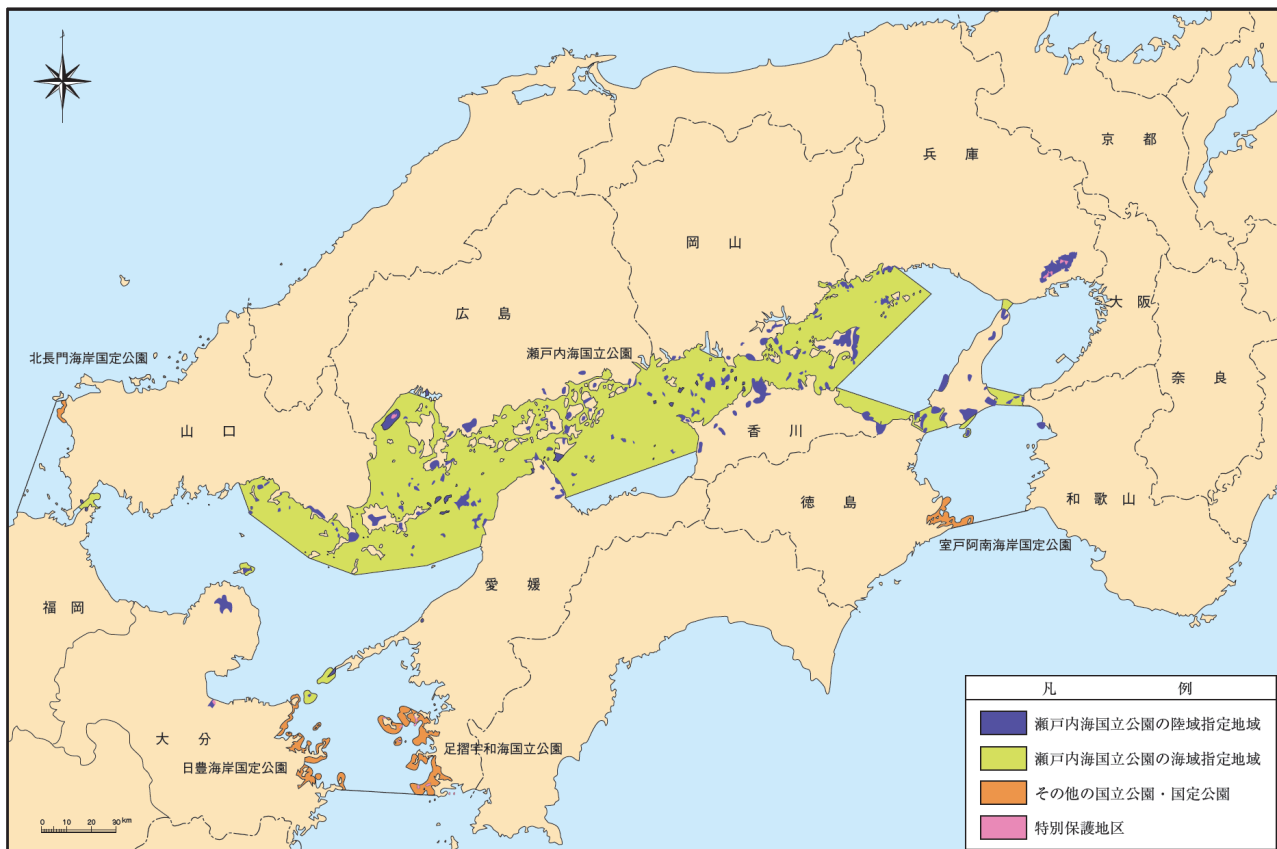 京都
兵庫
岡山
大阪
広島
瀬戸内海国立公園
北長門海岸国定公園
奈良
山口
香川
和歌山
徳島
室戸阿南海岸国定公園
愛媛
福岡
大分
足摺宇和海国立公園
日豊海岸国定公園
0 10 20 30 km
凡例
瀬戸内海国立公園の陸域指定地域
瀬戸内海国立公園の海域指定地域
その他の国立公園・国定公園
特別保護地区